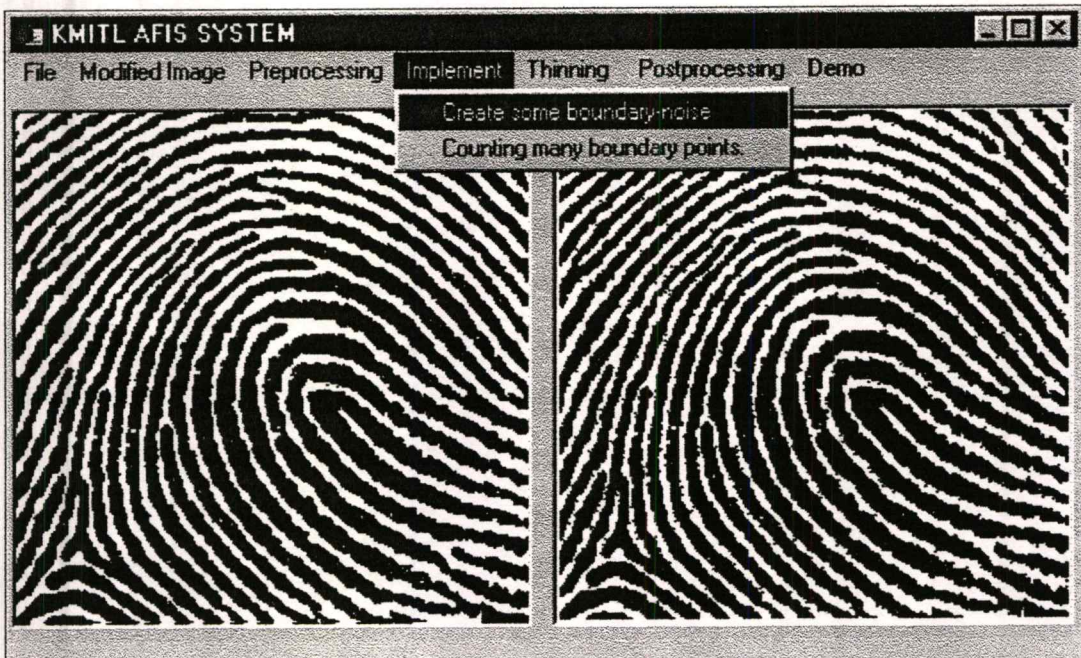 KMITL AFIS SYSTEM
File Modified Image Preprocessing Implement Thinning Postprocessing Demo
Create some boundary-noise
Counting many boundary points.